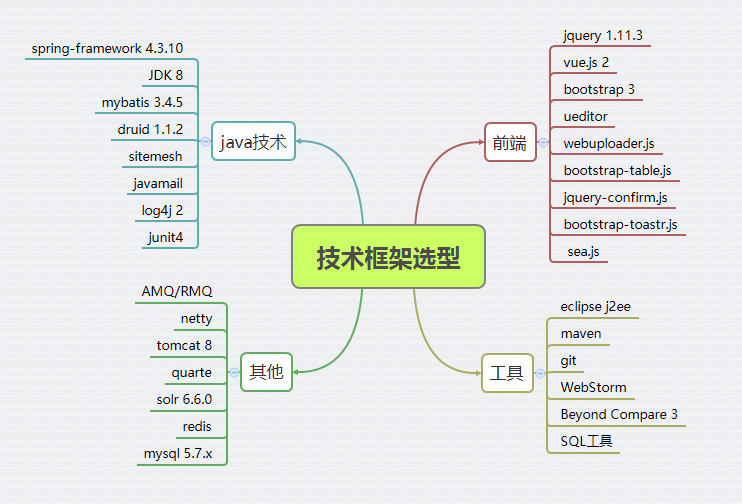 技术框架选型
java技术
spring-framework 4.3.10
JDK 8
mybatis 3.4.5
druid 1.1.2
sitemesh
javamail
log4j 2
junit4
前端
jquery 1.11.3
vue.js 2
bootstrap 3
ueditor
webuploader.js
bootstrap-table.js
jquery-confirm.js
bootstrap-toastr.js
sea.js
其他
AMQ/RMQ
netty
tomcat 8
quarte
solr 6.6.0
redis
mysql 5.7.x
工具
eclipse j2ee
maven
git
WebStorm
Beyond Compare 3
SQL工具